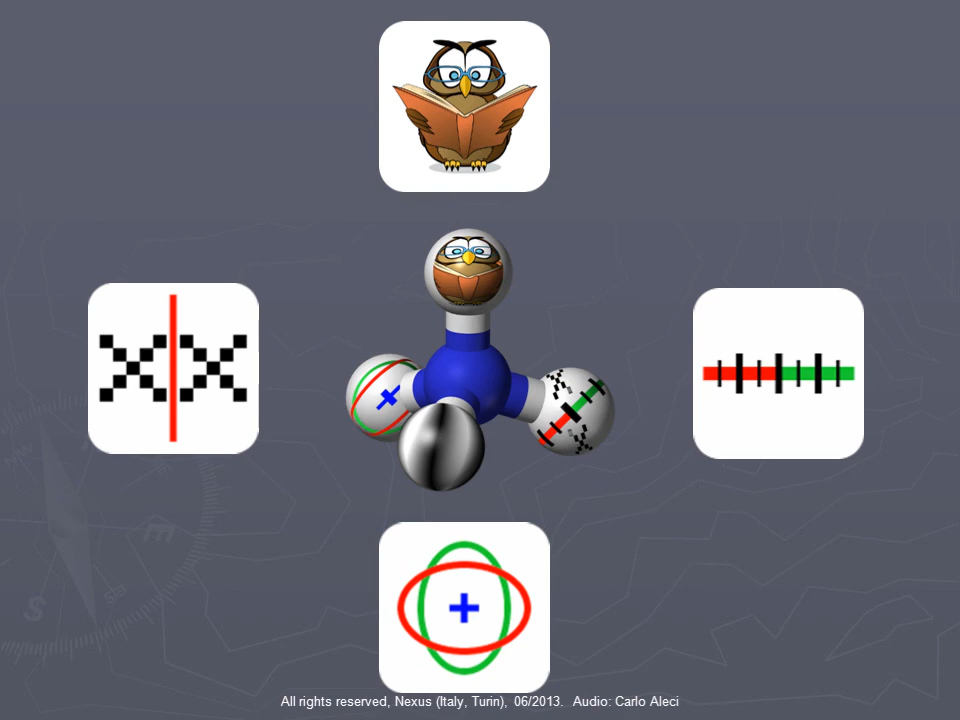 All rights reserved, Nexus (Italy, Turin), 06/2013. Audio: Carlo Aleci